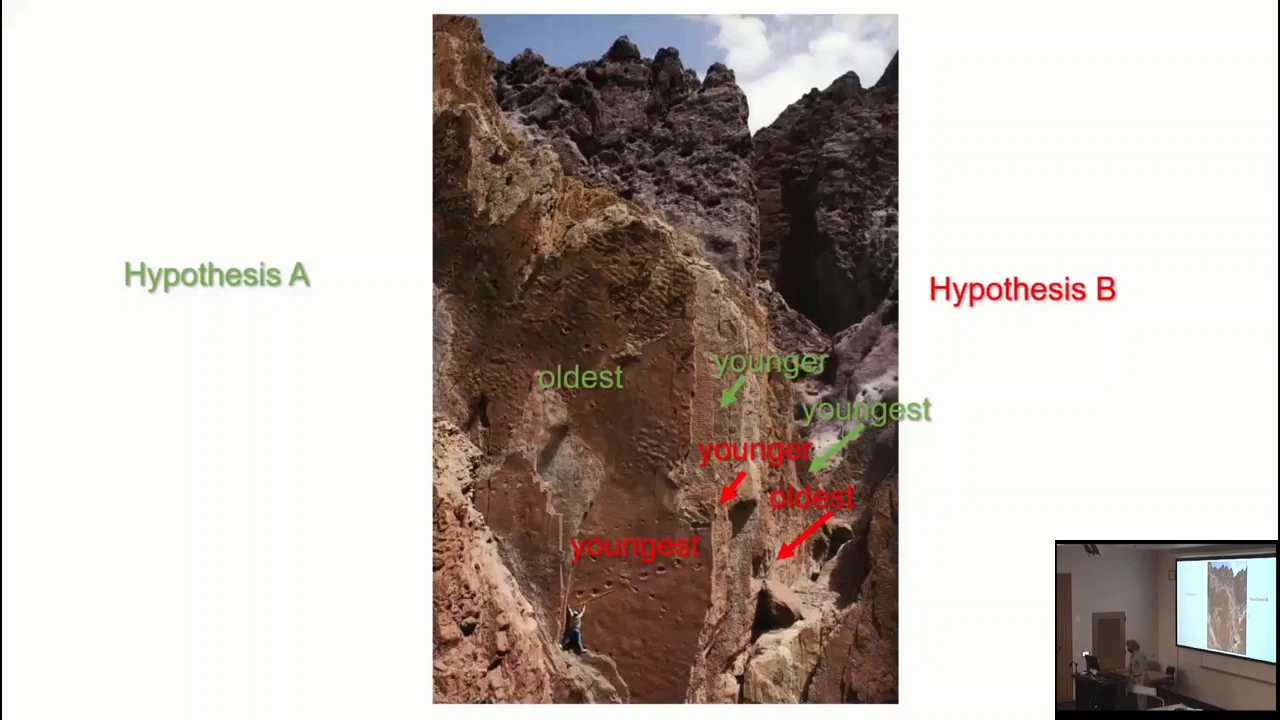 Hypothesis A
Hypothesis B
oldest
younger
youngest
younger
oldest
youngest